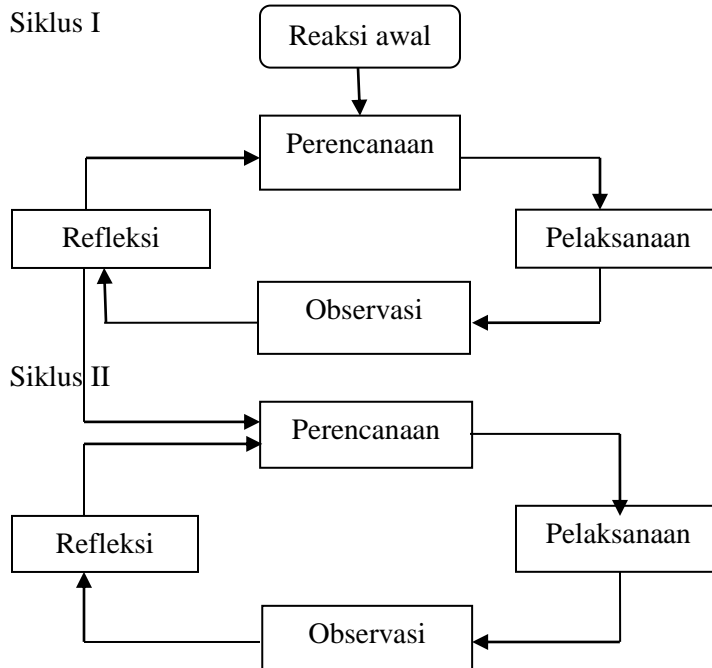 Siklus I
Reaksi awal
Perencanaan
Refleksi
Pelaksanaan
Observasi
Siklus II
Perencanaan
Refleksi
Pelaksanaan
Observasi